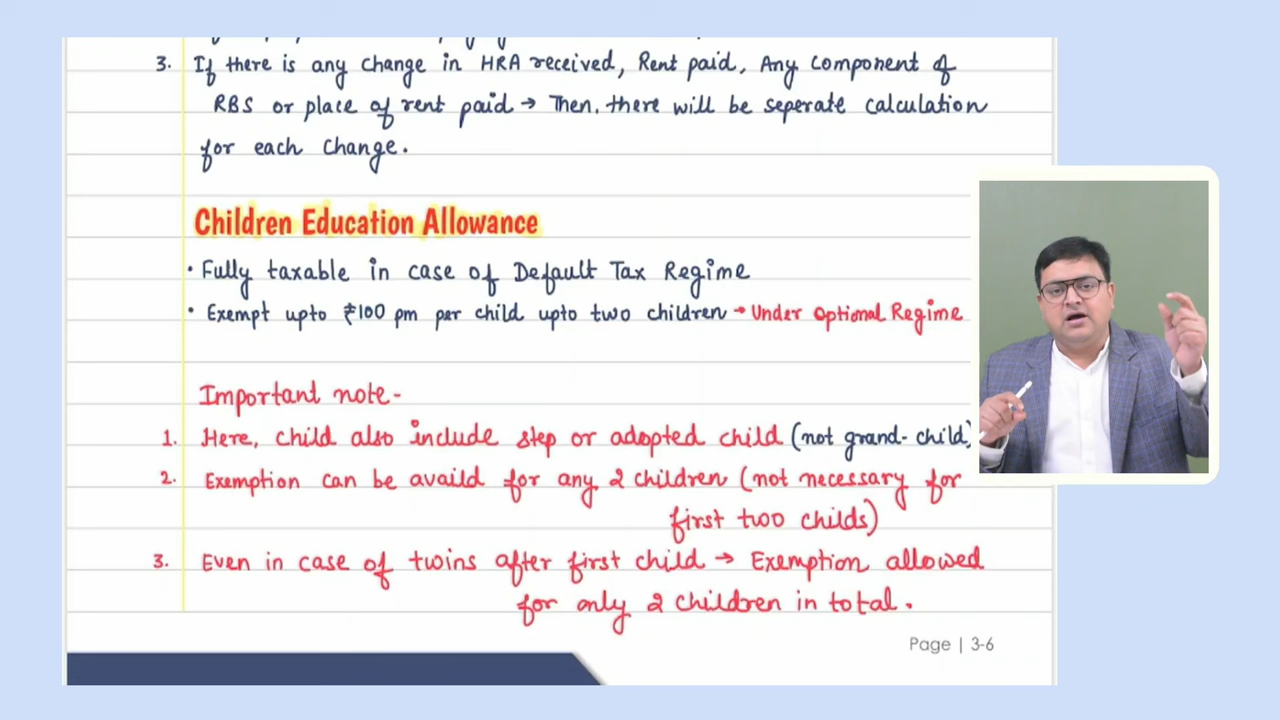 3. If there is any change in HRA received, Rent paid, Any component of
RBS or place of rent paid → Then, there will be seperate calculation
for each change.
Children Education Allowance
• Fully taxable in case of Default Tax Regime
• Exempt upto ₹100 pm per child upto two children → Under Optional Regime
Important note -
1. Here, child also include step or adopted child (not grand-child)
2. Exemption can be availd for any 2 children (not necessary for
first two childs)
3. Even in case of twins after first child → Exemption allowed
for only 2 children in total.
Page | 3-6